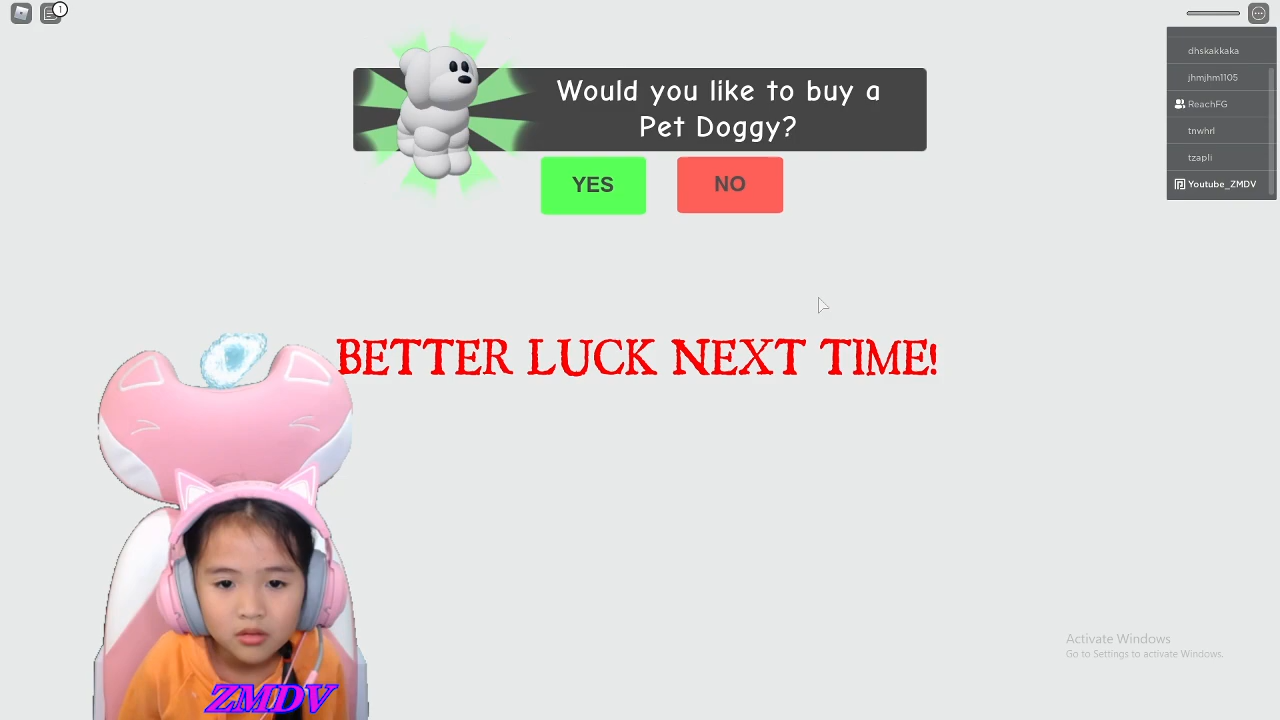 1
dhskakkaka
jhmjhm1105
ReachFG
tnwhrl
tzapli
Youtube_ZMDV
Would you like to buy a
Pet Doggy?
YES
NO
BETTER LUCK NEXT TIME!
ZMDV
Activate Windows
Go to Settings to activate Windows.